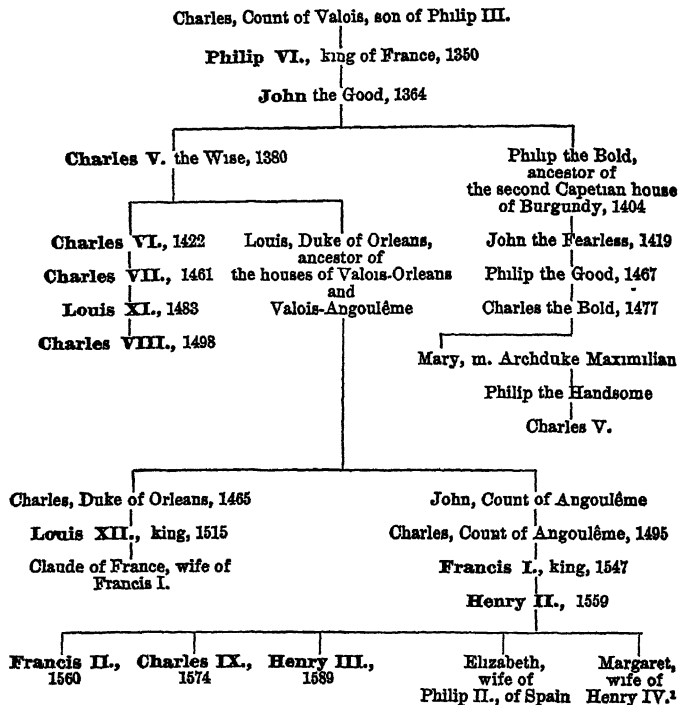 Charles, Count of Valois, son of Philip III.
Philip VI., king of France, 1350
John the Good, 1364
Charles V. the Wise, 1380
Philip the Bold,
ancestor of
the second Capetian house
of Burgundy, 1404
Charles VI., 1422
Charles VII., 1461
Louis XI., 1483
Charles VIII., 1498
Louis, Duke of Orleans,
ancestor of
the houses of Valois-Orleans
and
Valois-Angoulême
John the Fearless, 1419
Philip the Good, 1467
Charles the Bold, 1477
Mary, m. Archduke Maximilian
Philip the Handsome
Charles V.
Charles, Duke of Orleans, 1465
Louis XII., king, 1515
Claude of France, wife of
Francis I.
John, Count of Angoulême
Charles, Count of Angoulême, 1495
Francis I., king, 1547
Henry II., 1559
Francis II.,
1560
Charles IX.,
1574
Henry III.,
1589
Elizabeth,
wife of
Philip II., of Spain
Margaret,
wife of
Henry IV.¹